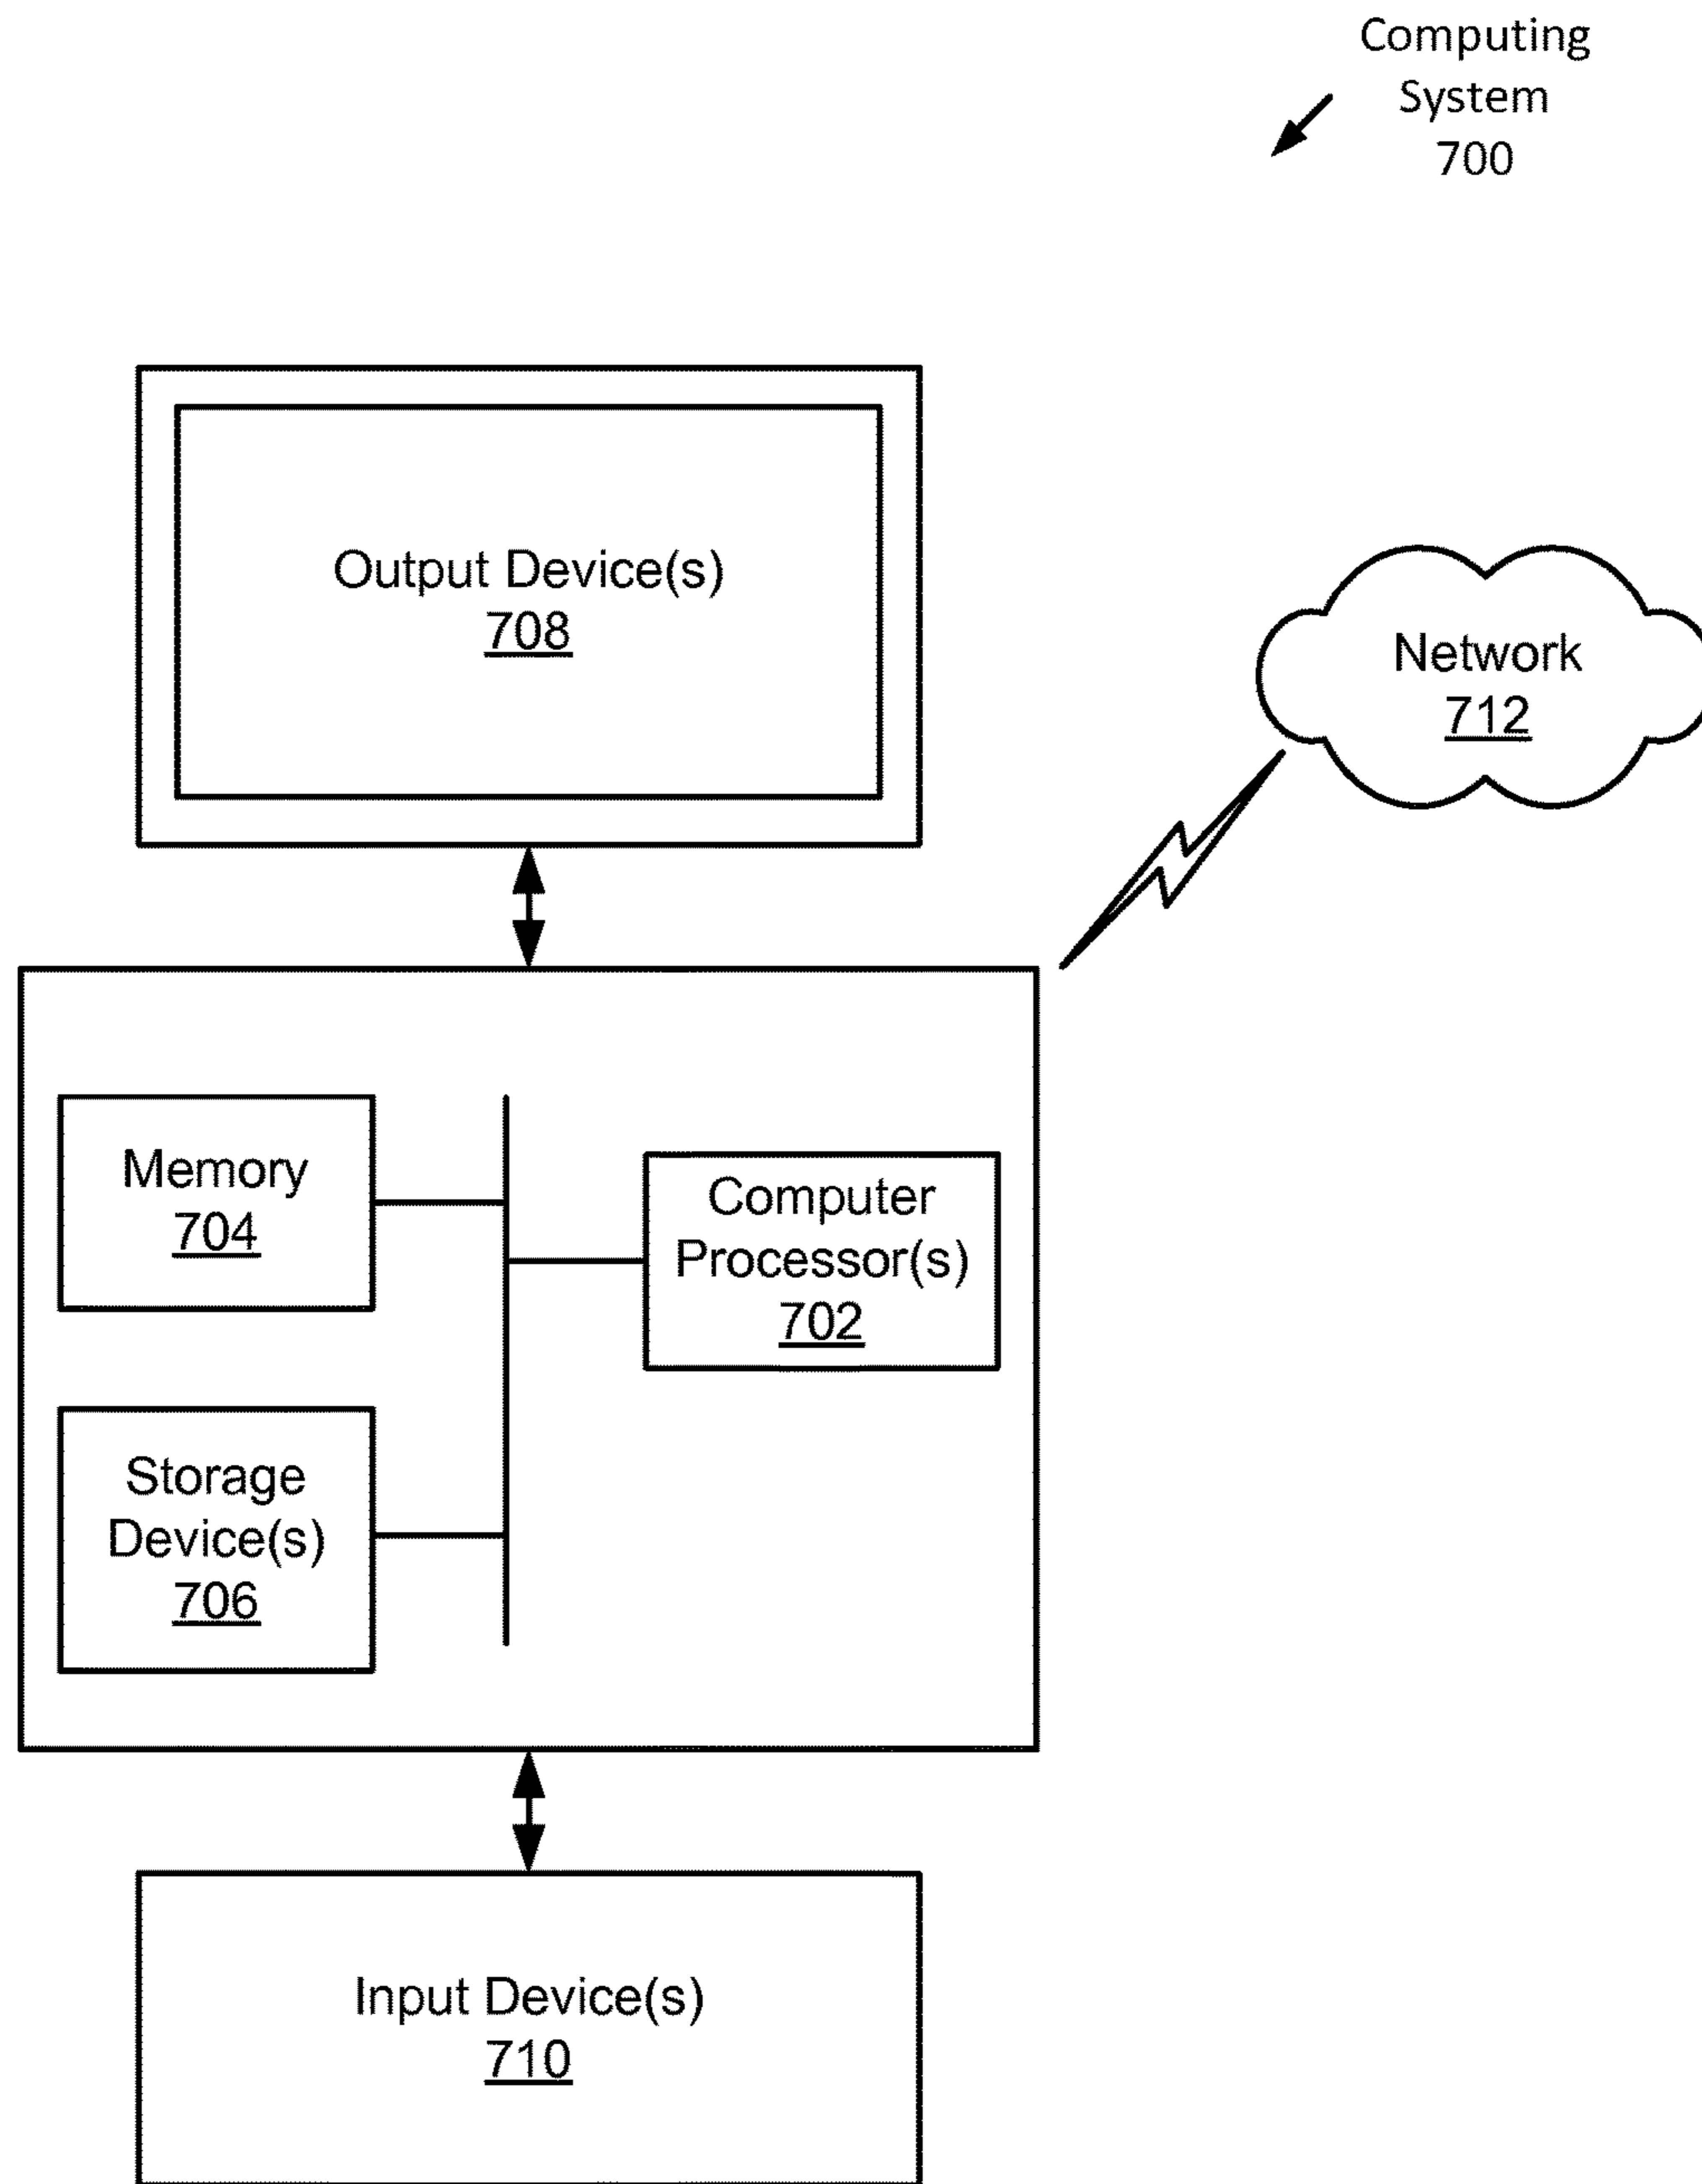 Computing
System
700
Output Device(s)
708
Network
712
Memory
704
Computer
Processor(s)
702
Storage
Device(s)
706
Input Device(s)
710